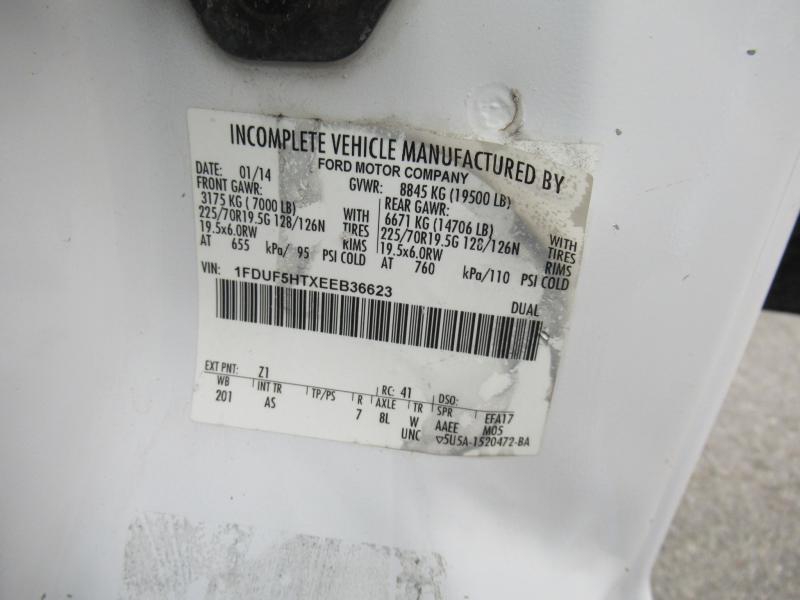 INCOMPLETE VEHICLE MANUFACTURED BY
FORD MOTOR COMPANY
DATE: 01/14 GVWR: 8845 KG (19500 LB)
FRONT GAWR: REAR GAWR:
3175 KG ( 7000 LB) WITH 6671 KG (14706 LB) WITH
225/70R19.5G 128/126N TIRES 225/70R19.5G 128/126N TIRES
19.5x6.0RW RIMS 19.5x6.0RW RIMS
AT 655 kPa/ 95 PSI COLD AT 760 kPa/110 PSI COLD
VIN: 1FDUF5HTXEEB36623 DUAL
EXT PNT: Z1 RC: 41 DSO:
WB INT TR TP/PS R AXLE TR SPR EFA17
201 AS 7 8L W AAEE M05
UNC ▽5U5A-1520472-BA